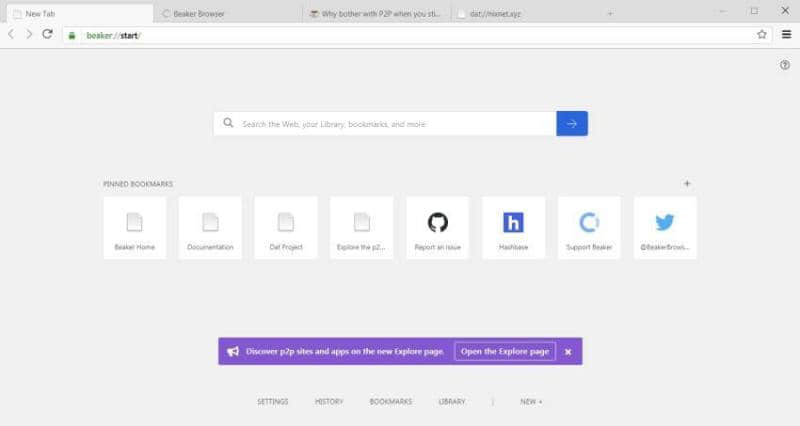 New Tab
Beaker Browser
Why bother with P2P when you sti...
dat://nixnet.xyz
beaker://start/
Search the Web, your Library, bookmarks, and more
PINNED BOOKMARKS
Beaker Home
Documentation
Dat Project
Explore the p2...
Report an issue
Hashbase
Support Beaker
@BeakerBrows...
Discover p2p sites and apps on the new Explore page.
Open the Explore page
SETTINGS
HISTORY
BOOKMARKS
LIBRARY
NEW +